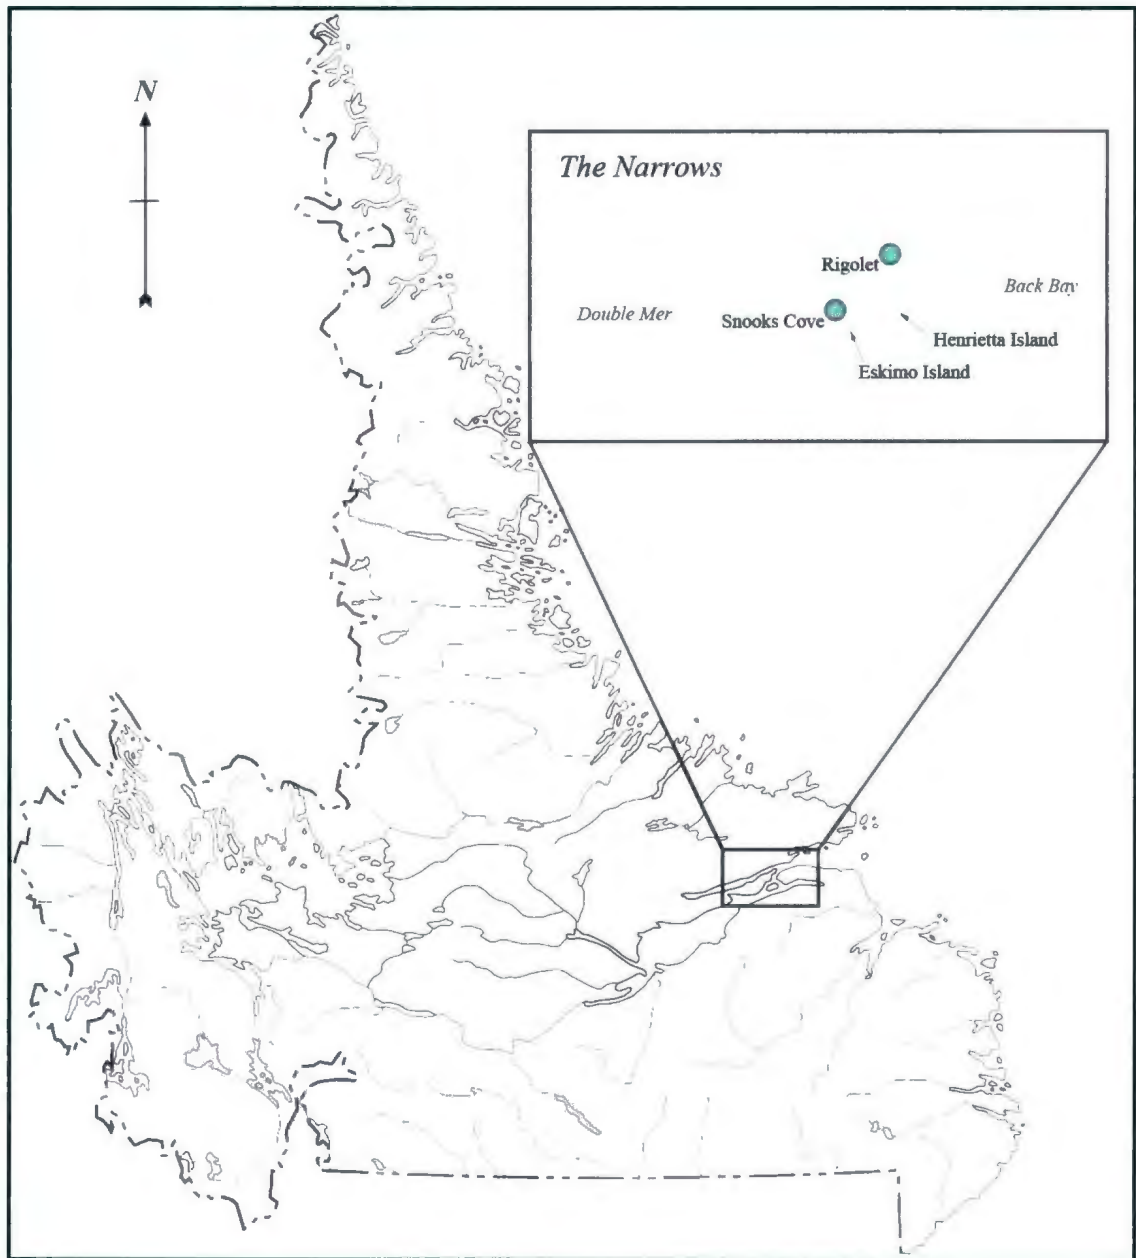 N
The Narrows
Rigolet
Back Bay
Double Mer
Snooks Cove
Henrietta Island
Eskimo Island